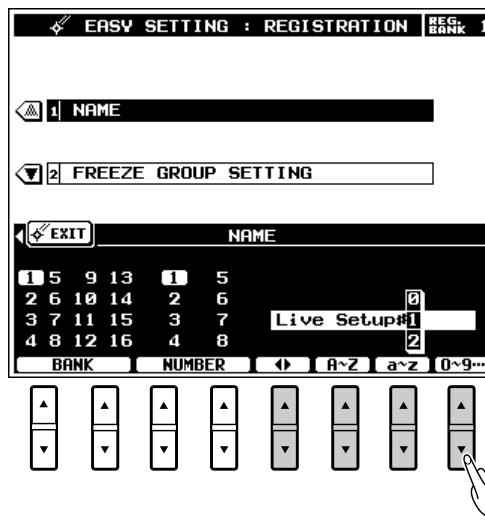 EASY SETTING : REGISTRATION REG. BANK 1
1 NAME
2 FREEZE GROUP SETTING
EXIT NAME
1 5 9 13 1 5
2 6 10 14 2 6 0
3 7 11 15 3 7 Live Setup#1
4 8 12 16 4 8 2
BANK NUMBER A~Z a~z 0~9…